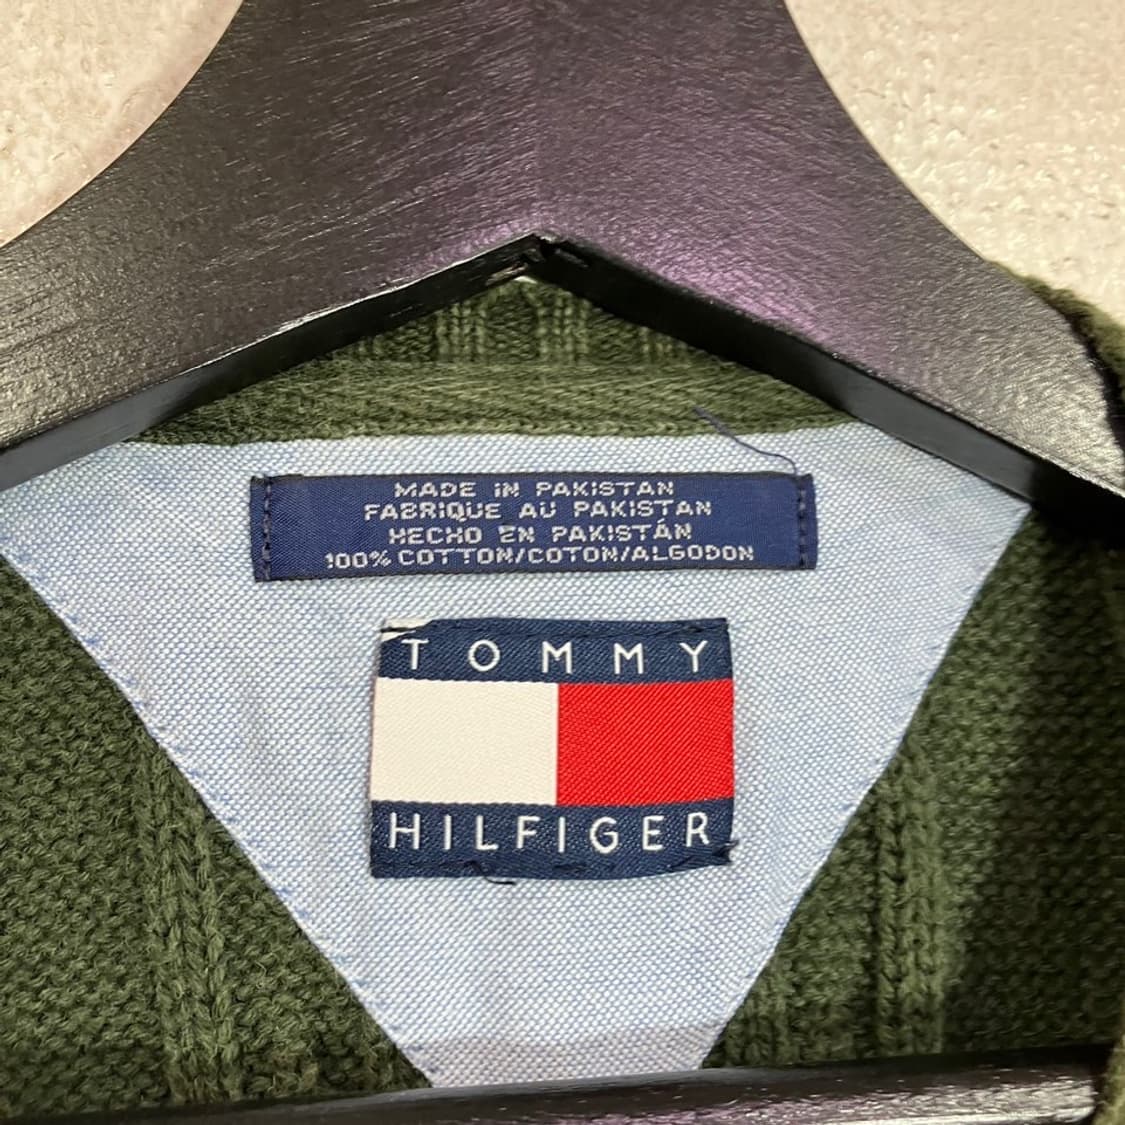 MADE IN PAKISTAN
FABRIQUE AU PAKISTAN
HECHO EN PAKISTÁN
100% COTTON/COTON/ALGODON
TOMMY
HILFIGER